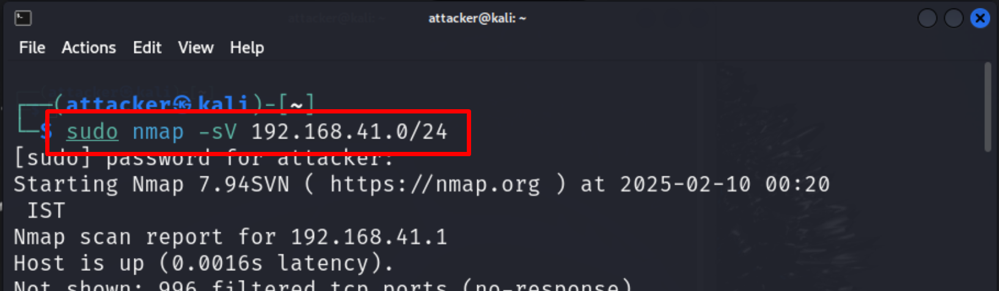 attacker@kali: ~
File Actions Edit View Help
┌──(attacker㉿kali)-[~]
└─$ sudo nmap -sV 192.168.41.0/24
[sudo] password for attacker:
Starting Nmap 7.94SVN ( https://nmap.org ) at 2025-02-10 00:20
IST
Nmap scan report for 192.168.41.1
Host is up (0.0016s latency).
Not shown: 996 filtered tcp ports (no-response)